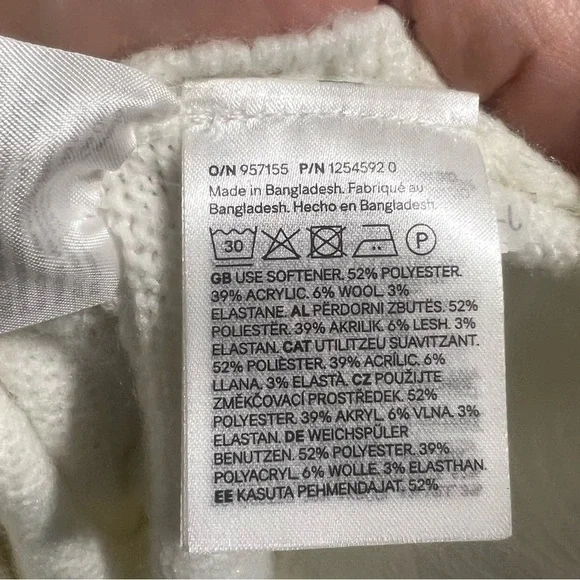 O/N 957155 P/N 1254592 0
Made in Bangladesh. Fabriqué au
Bangladesh. Hecho en Bangladesh.
30 P
GB USE SOFTENER. 52% POLYESTER.
39% ACRYLIC. 6% WOOL. 3%
ELASTANE. AL PËRDORNI ZBUTËS. 52%
POLIESTËR. 39% AKRILIK. 6% LESH. 3%
ELASTAN. CAT UTILITZEU SUAVITZANT.
52% POLIÈSTER. 39% ACRÍLIC. 6%
LLANA. 3% ELASTÀ. CZ POUŽIJTE
ZMĚKČOVACÍ PROSTŘEDEK. 52%
POLYESTER. 39% AKRYL. 6% VLNA. 3%
ELASTAN. DE WEICHSPÜLER
BENUTZEN. 52% POLYESTER. 39%
POLYACRYL. 6% WOLLE. 3% ELASTHAN.
EE KASUTA PEHMENDAJAT. 52%